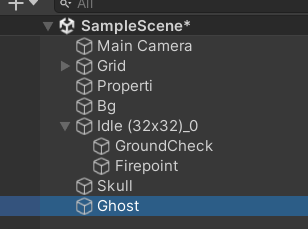 All
SampleScene*
Main Camera
Grid
Properti
Bg
Idle (32x32)_0
GroundCheck
Firepoint
Skull
Ghost